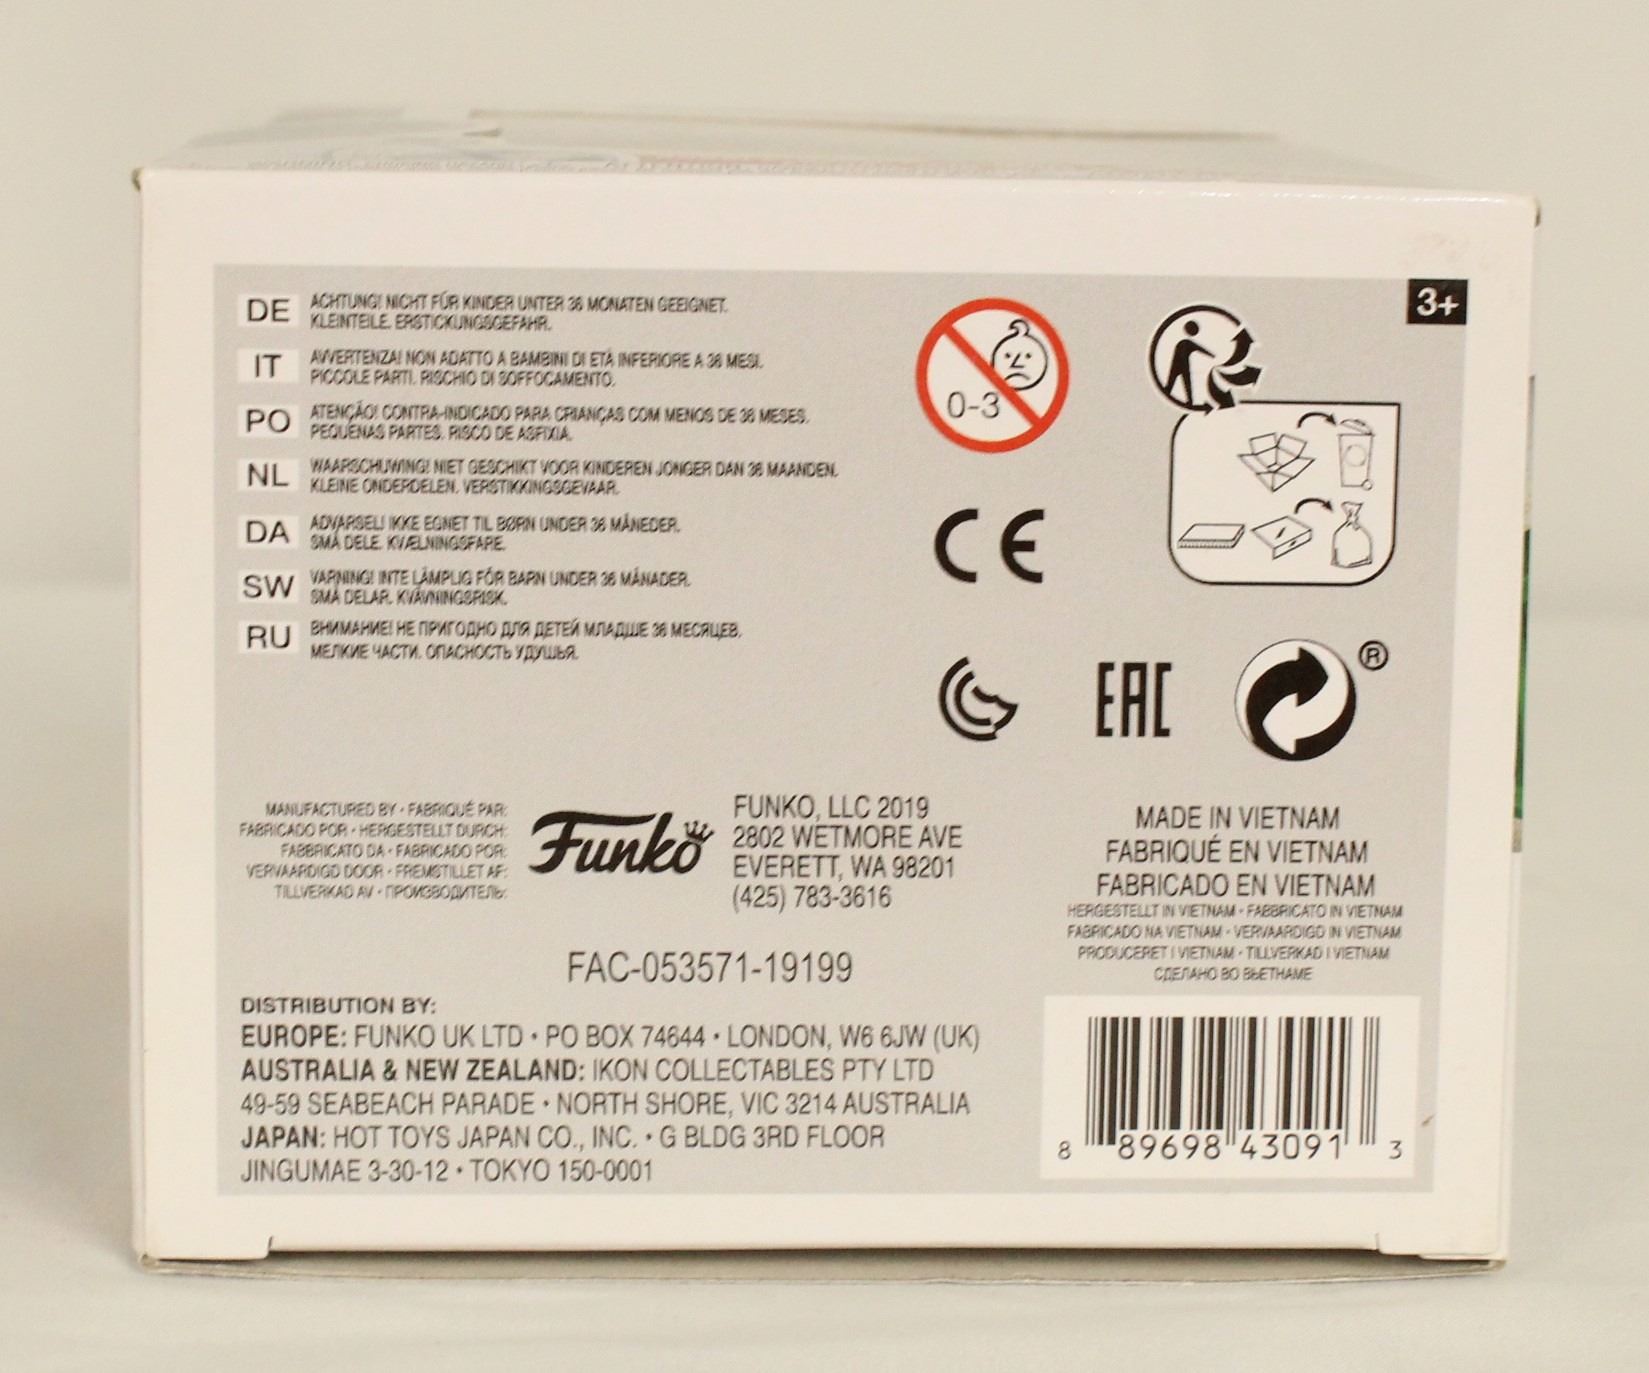 3+
DE ACHTUNG! NICHT FÜR KINDER UNTER 36 MONATEN GEEIGNET.
KLEINTEILE. ERSTICKUNGSGEFAHR.
IT AVVERTENZA! NON ADATTO A BAMBINI DI ETÀ INFERIORE A 36 MESI.
PICCOLE PARTI. RISCHIO DI SOFFOCAMENTO.
PO ATENÇÃO! CONTRA-INDICADO PARA CRIANÇAS COM MENOS DE 36 MESES.
PEQUENAS PARTES. RISCO DE ASFIXIA.
NL WAARSCHUWING! NIET GESCHIKT VOOR KINDEREN JONGER DAN 36 MAANDEN.
KLEINE ONDERDELEN. VERSTIKKINGSGEVAAR.
DA ADVARSEL! IKKE EGNET TIL BØRN UNDER 36 MÅNEDER.
SMÅ DELE. KVÆLNINGSFARE.
SW VARNING! INTE LÄMPLIG FÖR BARN UNDER 36 MÅNADER.
SMÅ DELAR. KVÄVNINGSRISK.
RU ВНИМАНИЕ! НЕ ПРИГОДНО ДЛЯ ДЕТЕЙ МЛАДШЕ 36 МЕСЯЦЕВ.
МЕЛКИЕ ЧАСТИ. ОПАСНОСТЬ УДУШЬЯ.
0-3
CE
EAC
®
MANUFACTURED BY • FABRIQUÉ PAR:
FABRICADO POR • HERGESTELLT DURCH:
FABBRICATO DA • FABRICADO POR:
VERVAARDIGD DOOR • FREMSTILLET AF:
TILLVERKAD AV • ПРОИЗВОДИТЕЛЬ:
Funko
FUNKO, LLC 2019
2802 WETMORE AVE
EVERETT, WA 98201
(425) 783-3616
MADE IN VIETNAM
FABRIQUÉ EN VIETNAM
FABRICADO EN VIETNAM
HERGESTELLT IN VIETNAM • FABBRICATO IN VIETNAM
FABRICADO NA VIETNAM • VERVAARDIGD IN VIETNAM
PRODUCERET I VIETNAM • TILLVERKAD I VIETNAM
СДЕЛАНО ВО ВЬЕТНАМЕ
FAC-053571-19199
DISTRIBUTION BY:
EUROPE: FUNKO UK LTD • PO BOX 74644 • LONDON, W6 6JW (UK)
AUSTRALIA & NEW ZEALAND: IKON COLLECTABLES PTY LTD
49-59 SEABEACH PARADE • NORTH SHORE, VIC 3214 AUSTRALIA
JAPAN: HOT TOYS JAPAN CO., INC. • G BLDG 3RD FLOOR
JINGUMAE 3-30-12 • TOKYO 150-0001
8 89698 43091 3